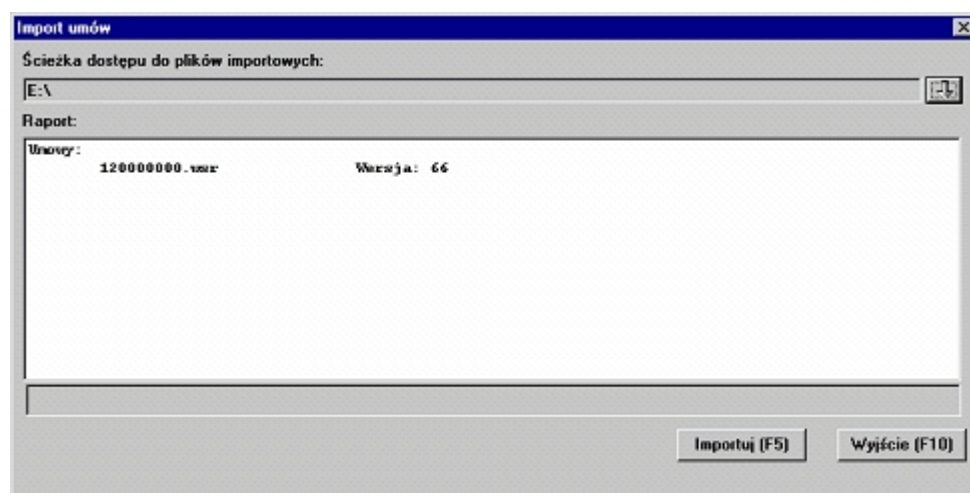 Import umów
Ścieżka dostępu do plików importowych:
E:\
Raport:
Umowy:
120000000.umr Wersja: 66
Importuj (F5) Wyjście (F10)